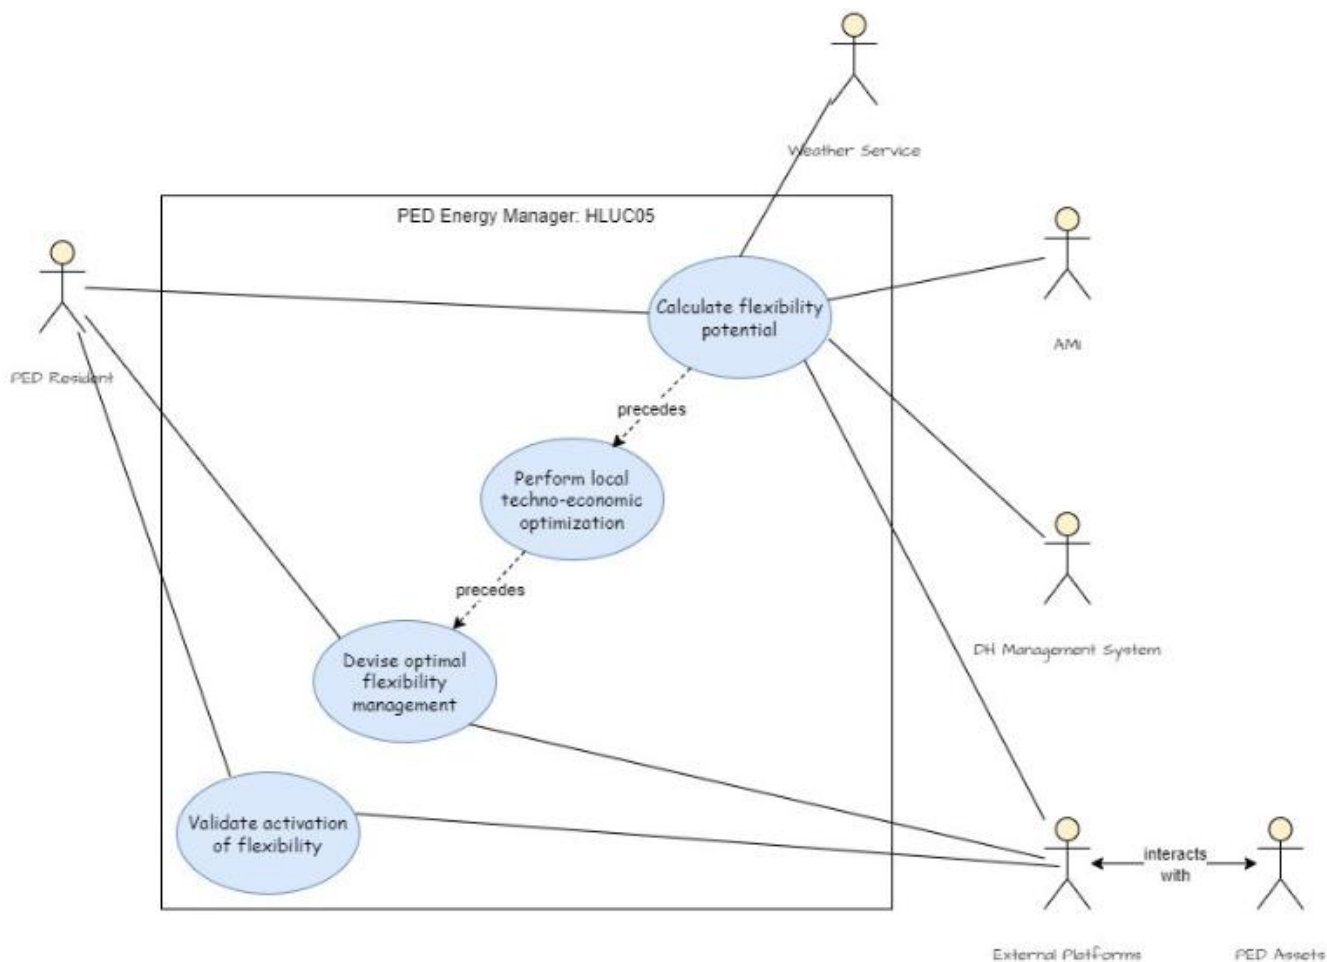 Weather Service
PED Energy Manager: HLUC05
Calculate flexibility
potential
AMI
PED Resident
precedes
Perform local
techno-economic
optimization
precedes
DH Management System
Devise optimal
flexibility
management
Validate activation
of flexibility
interacts
with
External Platforms
PED Assets